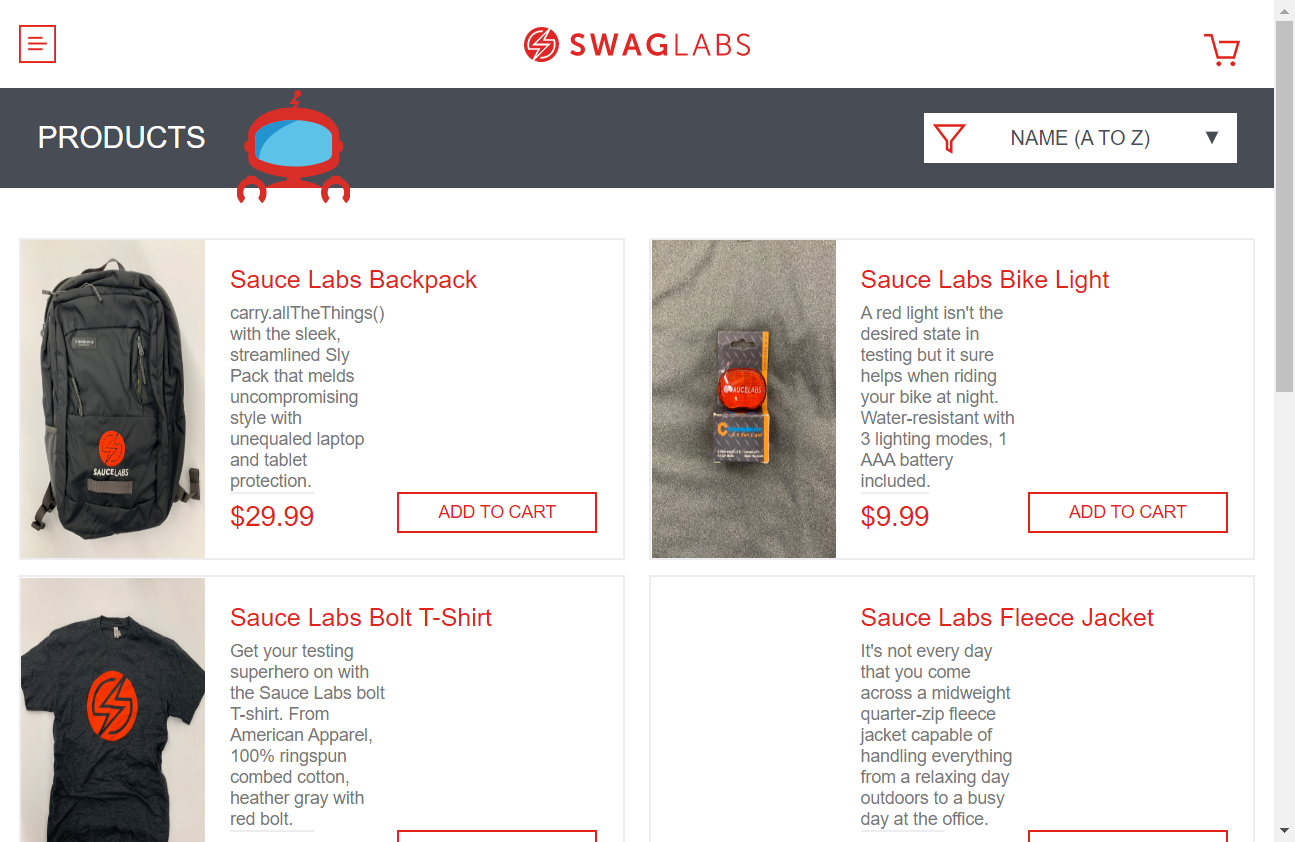 SWAGLABS
PRODUCTS
NAME (A TO Z)
Sauce Labs Backpack
carry.allTheThings()
with the sleek,
streamlined Sly
Pack that melds
uncompromising
style with
unequaled laptop
and tablet
protection.
$29.99
ADD TO CART
SAUCELABS
Sauce Labs Bike Light
A red light isn't the
desired state in
testing but it sure
helps when riding
your bike at night.
Water-resistant with
3 lighting modes, 1
AAA battery
included.
$9.99
ADD TO CART
SAUCELABS
Sauce Labs Bolt T-Shirt
Get your testing
superhero on with
the Sauce Labs bolt
T-shirt. From
American Apparel,
100% ringspun
combed cotton,
heather gray with
red bolt.
Sauce Labs Fleece Jacket
It's not every day
that you come
across a midweight
quarter-zip fleece
jacket capable of
handling everything
from a relaxing day
outdoors to a busy
day at the office.